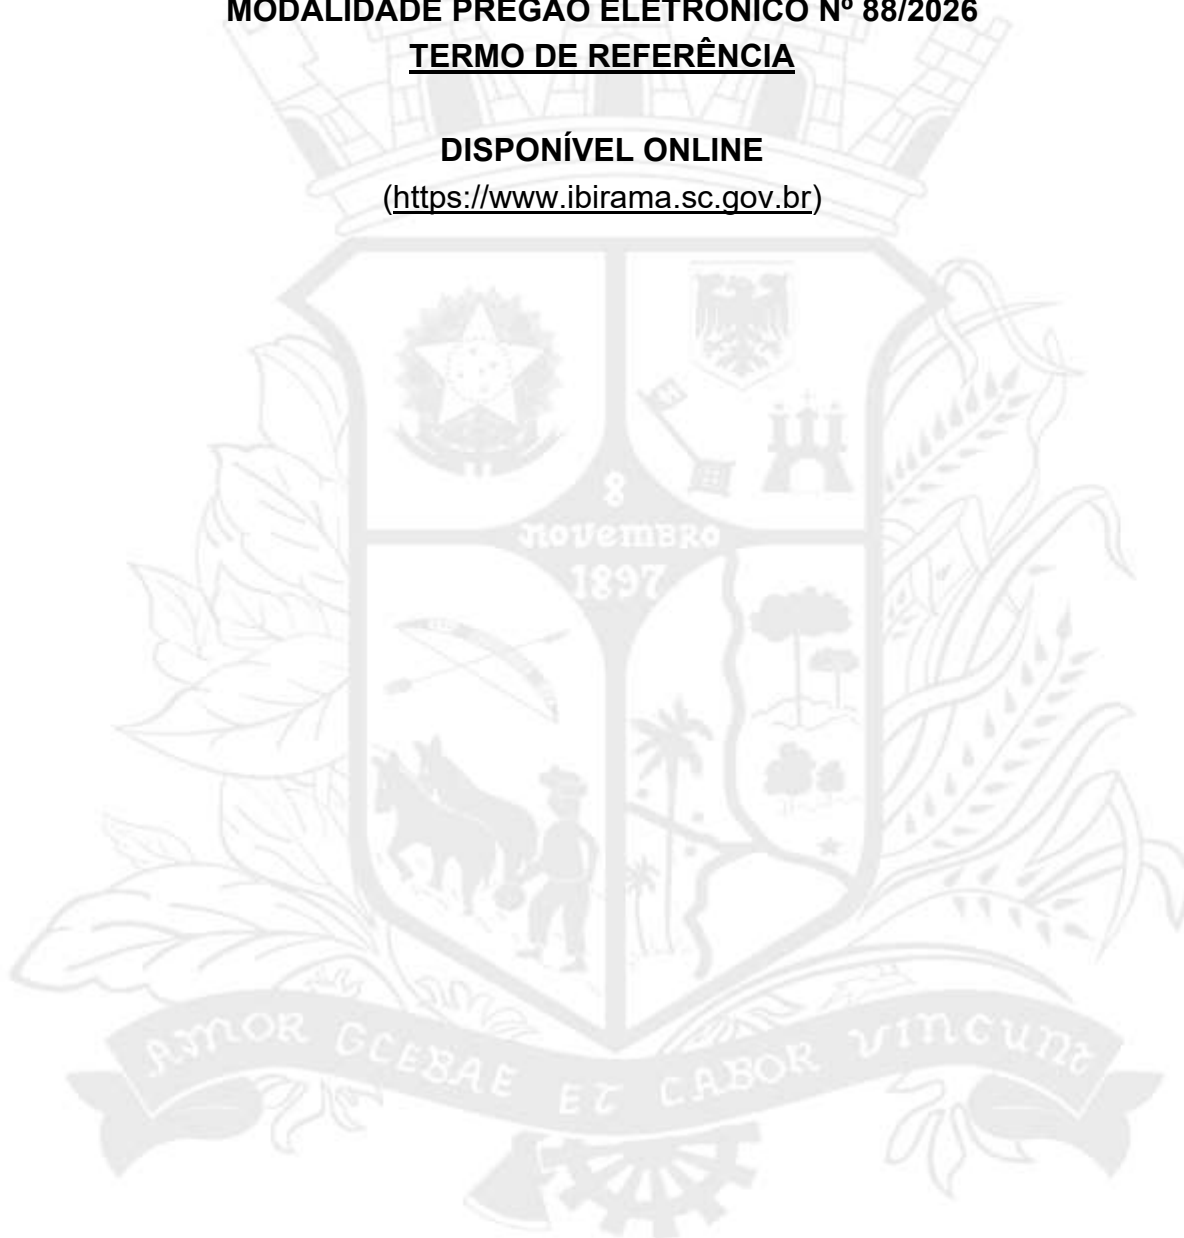 MODALIDADE PREGÃO ELETRÔNICO Nº 88/2026
TERMO DE REFERÊNCIA
DISPONÍVEL ONLINE
(https://www.ibirama.sc.gov.br)
8
NOVEMBRO
1897
AMOR GLEBAE ET LABOR VINCUNT